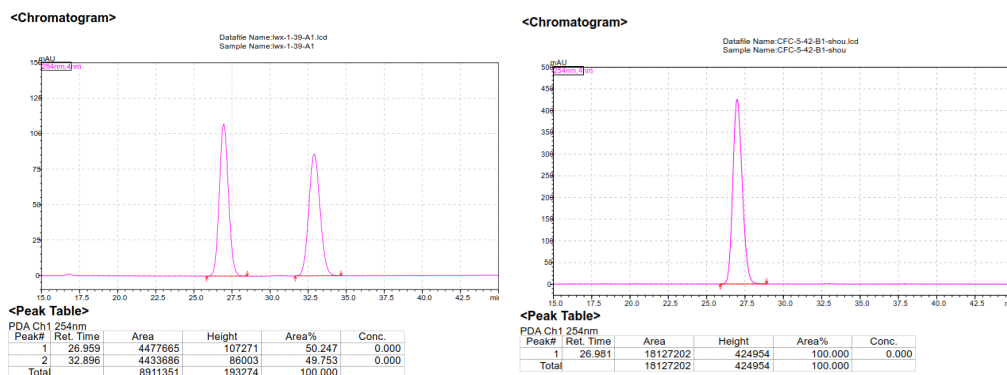 <Chromatogram>
Datafile Name:lwx-1-39-A1.lcd
Sample Name:lwx-1-39-A1
mAU
254nm,4nm
150
125
100
75
50
25
0
15.0 17.5 20.0 22.5 25.0 27.5 30.0 32.5 35.0 37.5 40.0 42.5
<Peak Table>
PDA Ch1 254nm
Peak# Ret. Time Area Height Area% Conc.
1 26.959 4477665 107271 50.247 0.000
2 32.896 4433686 86003 49.753 0.000
Total 8911351 193274 100.000
<Chromatogram>
Datafile Name:CFC-5-42-B1-shou.lcd
Sample Name:CFC-5-42-B1-shou
mAU
254nm,4nm
500
450
400
350
300
250
200
150
100
50
0
15.0 17.5 20.0 22.5 25.0 27.5 30.0 32.5 35.0 37.5 40.0 42.5
<Peak Table>
PDA Ch1 254nm
Peak# Ret. Time Area Height Area% Conc.
1 26.981 18127202 424954 100.000 0.000
Total 18127202 424954 100.000